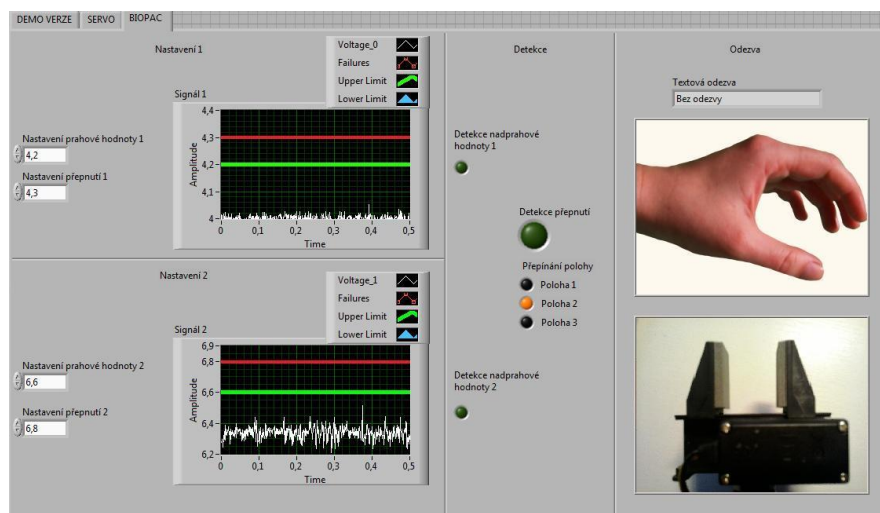 DEMO VERZE
SERVO
BIOPAC
Nastavení 1
Voltage_0
Failures
Upper Limit
Lower Limit
Signál 1
Nastavení prahové hodnoty 1
4,2
Nastavení přepnutí 1
4,3
Amplitude
4,4
4,3
4,2
4,1
4
0
0,1
0,2
0,3
0,4
0,5
Time
Nastavení 2
Voltage_1
Failures
Upper Limit
Lower Limit
Signál 2
Nastavení prahové hodnoty 2
6,6
Nastavení přepnutí 2
6,8
Amplitude
6,9
6,8
6,6
6,4
6,2
0
0,1
0,2
0,3
0,4
0,5
Time
Detekce
Detekce nadprahové
hodnoty 1
Detekce přepnutí
Přepínání polohy
Poloha 1
Poloha 2
Poloha 3
Detekce nadprahové
hodnoty 2
Odezva
Textová odezva
Bez odezvy